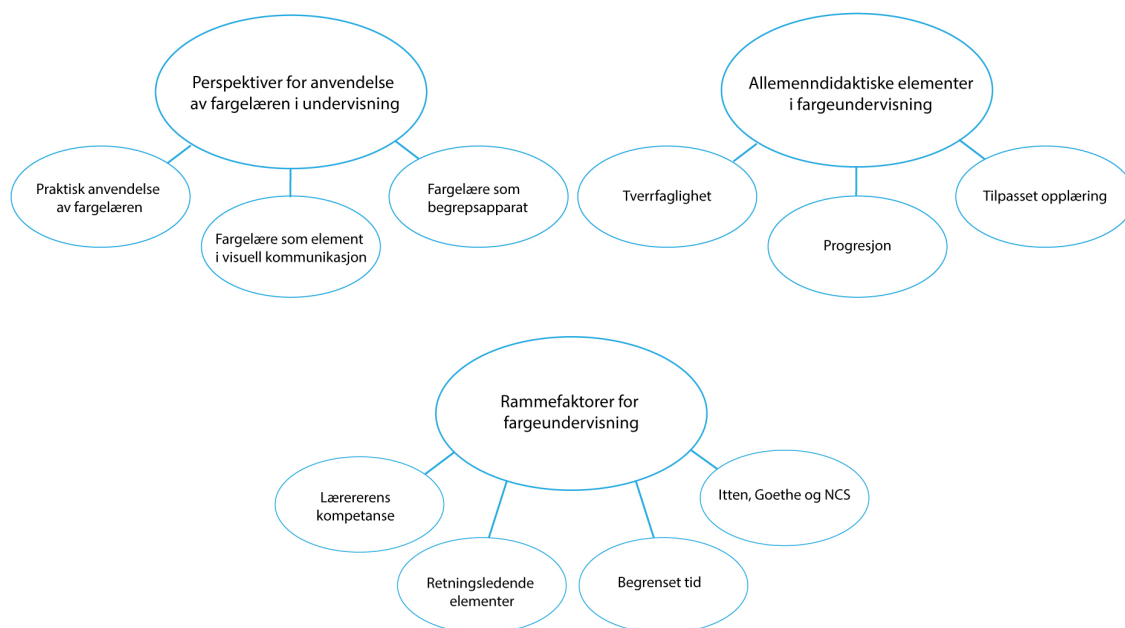 Perspektiver for anvendelse
av fargelæren i undervisning
Praktisk anvendelse
av fargelæren
Fargelære som element
i visuell kommunikasjon
Fargelære som
begrepsapparat
Allemenndidaktiske elementer
i fargeundervisning
Tverrfaglighet
Progresjon
Tilpasset opplæring
Rammefaktorer for
fargeundervisning
Lærererens
kompetanse
Retningsledende
elementer
Begrenset tid
Itten, Goethe og NCS